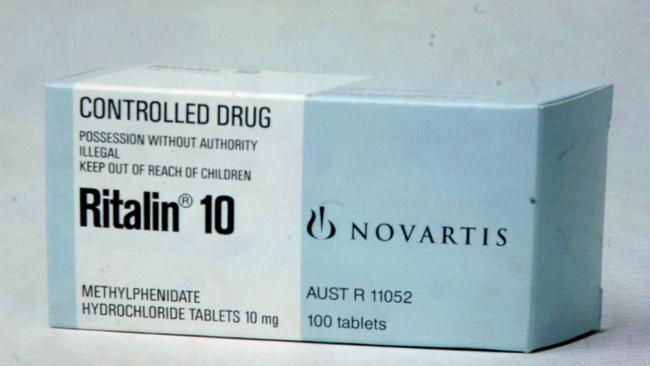 CONTROLLED DRUG
POSSESSION WITHOUT AUTHORITY
ILLEGAL
KEEP OUT OF REACH OF CHILDREN
Ritalin® 10
METHYLPHENIDATE
HYDROCHLORIDE TABLETS 10 mg
NOVARTIS
AUST R 11052
100 tablets